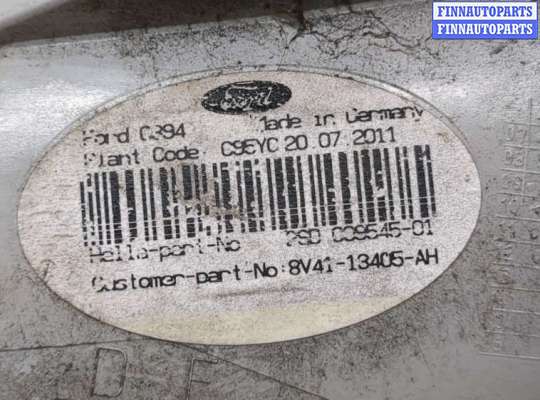 FINNAUTOPARTS
FINNAUTOPARTS
Ford
Ford C394 Made in Germany
Plant Code C95YC 20.07.2011
Hella-part-No 2SD 009545-01
Customer-part-No:8V41-13405-AH